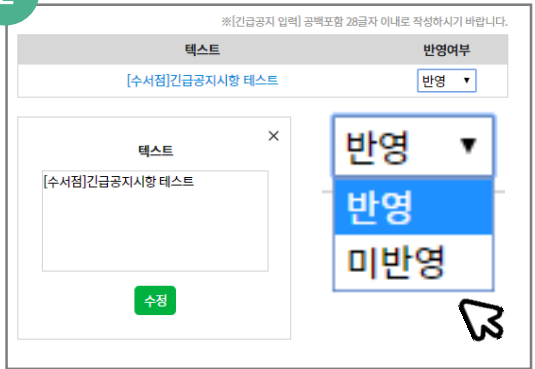 ※[긴급공지 입력] 공백포함 28글자 이내로 작성하시기 바랍니다.
텍스트 반영여부
[수서점]긴급공지시항 테스트 반영 ▼
×
텍스트
[수서점]긴급공지시항 테스트
수정
반영 ▼
반영
미반영